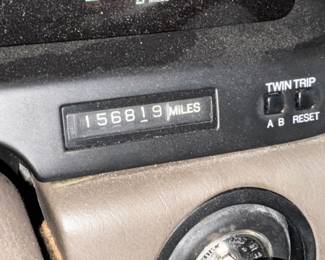 156819 MILES
TWIN TRIP
A B RESET